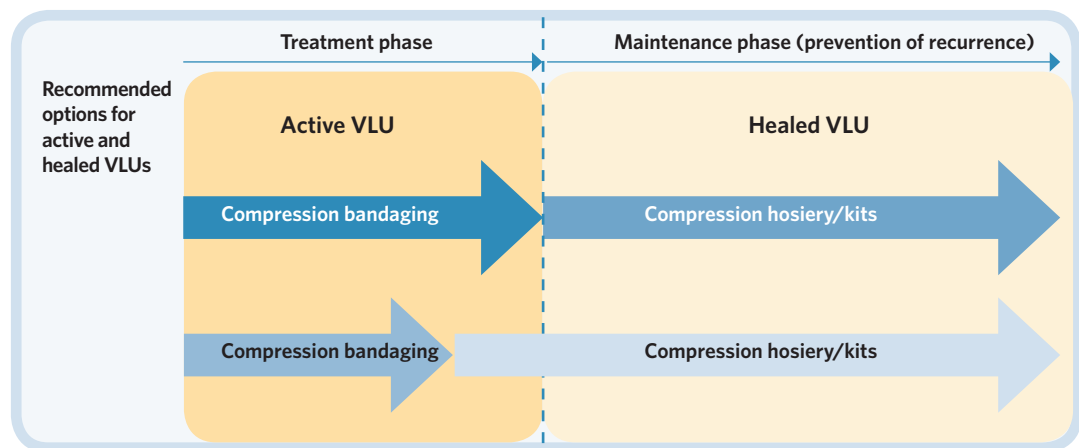 Treatment phase
Maintenance phase (prevention of recurrence)
Recommended
options for
active and
healed VLUs
Active VLU
Healed VLU
Compression bandaging
Compression hosiery/kits
Compression bandaging
Compression hosiery/kits